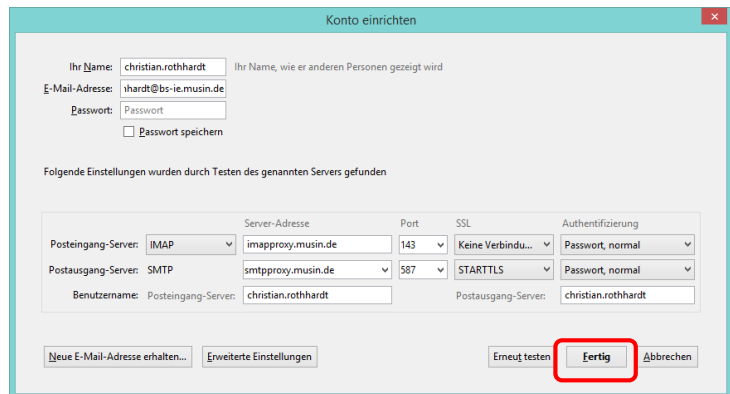 Konto einrichten
Ihr Name: christian.rothhardt Ihr Name, wie er anderen Personen gezeigt wird
E-Mail-Adresse: hardt@bs-ie.musin.de
Passwort: Passwort
Passwort speichern
Folgende Einstellungen wurden durch Testen des genannten Servers gefunden
Server-Adresse Port SSL Authentifizierung
Posteingang-Server: IMAP imapproxy.musin.de 143 Keine Verbindu... Passwort, normal
Postausgang-Server: SMTP smtpproxy.musin.de 587 STARTTLS Passwort, normal
Benutzername: Posteingang-Server: christian.rothhardt Postausgang-Server: christian.rothhardt
Neue E-Mail-Adresse erhalten... Erweiterte Einstellungen Erneut testen Fertig Abbrechen